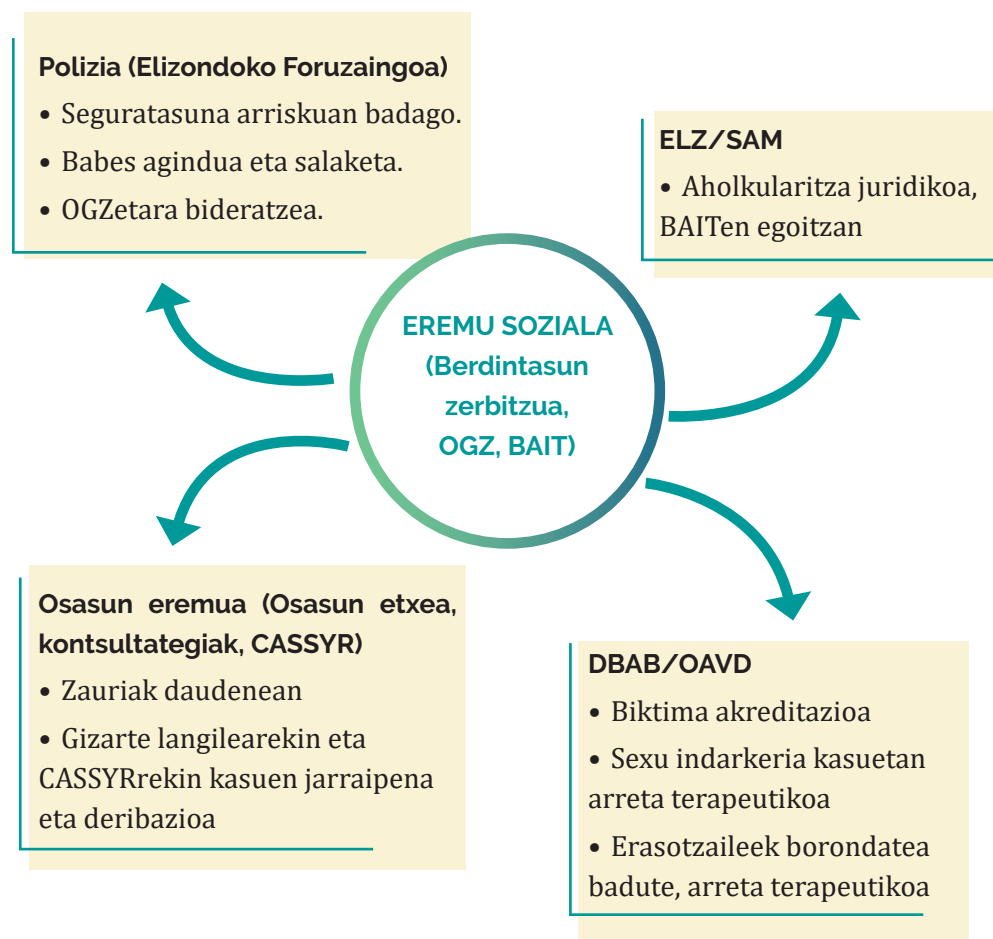 Polizia (Elizondoko Foruzaingoa)
• Seguratasuna arriskuan badago.
• Babes agindua eta salaketa.
• OGZetara bideratzea.
ELZ/SAM
• Aholkularitza juridikoa,
BAITen egoitzan
EREMU SOZIALA
(Berdintasun
zerbitzua,
OGZ, BAIT)
Osasun eremua (Osasun etxea,
kontsultategiak, CASSYR)
• Zauriak daudenean
• Gizarte langilearekin eta
CASSYRrekin kasuen jarraipena
eta deribazioa
DBAB/OAVD
• Biktima akreditazioa
• Sexu indarkeria kasuetan
arreta terapeutikoa
• Erasotzaileek borondatea
badute, arreta terapeutikoa